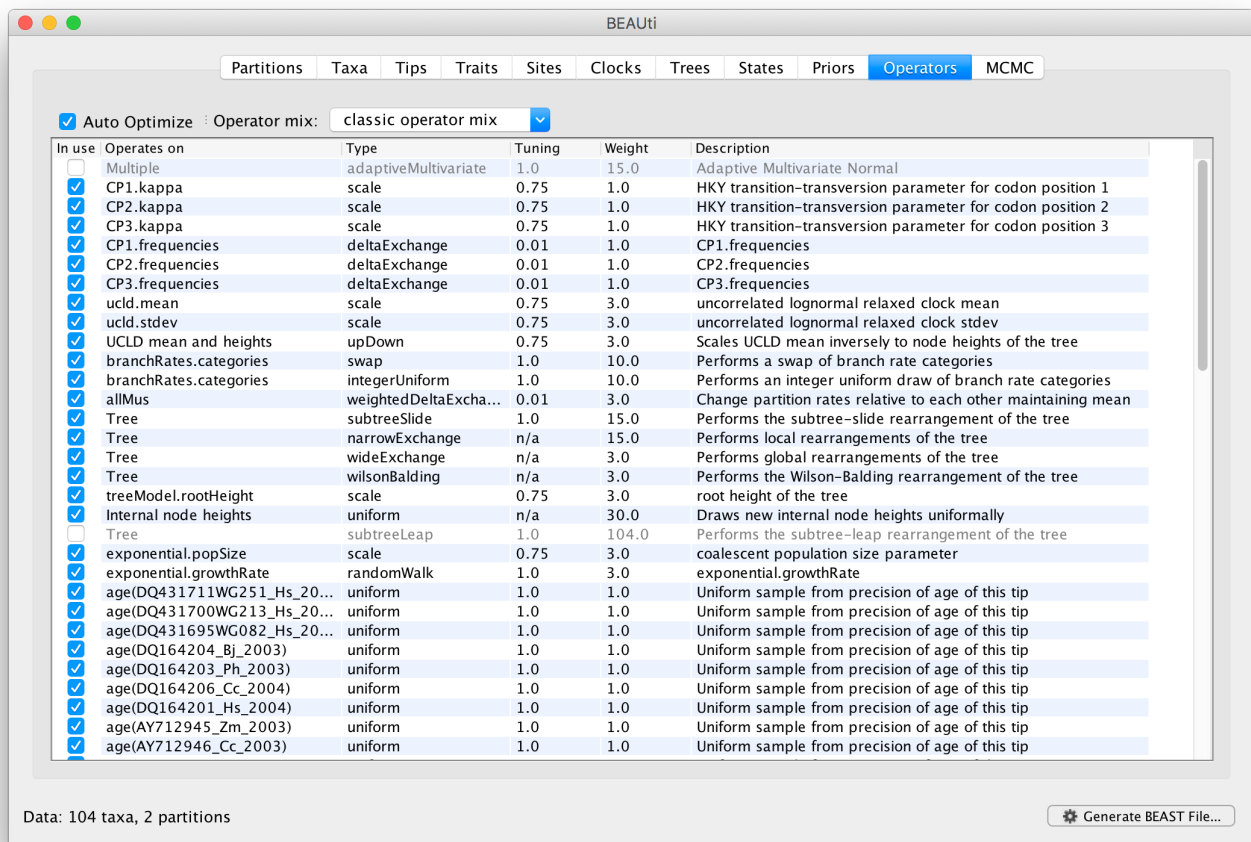 BEAUti
Partitions Taxa Tips Traits Sites Clocks Trees States Priors Operators MCMC
Auto Optimize Operator mix: classic operator mix
In use Operates on Type Tuning Weight Description
Multiple adaptiveMultivariate 1.0 15.0 Adaptive Multivariate Normal
CP1.kappa scale 0.75 1.0 HKY transition-transversion parameter for codon position 1
CP2.kappa scale 0.75 1.0 HKY transition-transversion parameter for codon position 2
CP3.kappa scale 0.75 1.0 HKY transition-transversion parameter for codon position 3
CP1.frequencies deltaExchange 0.01 1.0 CP1.frequencies
CP2.frequencies deltaExchange 0.01 1.0 CP2.frequencies
CP3.frequencies deltaExchange 0.01 1.0 CP3.frequencies
ucld.mean scale 0.75 3.0 uncorrelated lognormal relaxed clock mean
ucld.stdev scale 0.75 3.0 uncorrelated lognormal relaxed clock stdev
UCLD mean and heights upDown 0.75 3.0 Scales UCLD mean inversely to node heights of the tree
branchRates.categories swap 1.0 10.0 Performs a swap of branch rate categories
branchRates.categories integerUniform 1.0 10.0 Performs an integer uniform draw of branch rate categories
allMus weightedDeltaExcha... 0.01 3.0 Change partition rates relative to each other maintaining mean
Tree subtreeSlide 1.0 15.0 Performs the subtree-slide rearrangement of the tree
Tree narrowExchange n/a 15.0 Performs local rearrangements of the tree
Tree wideExchange n/a 3.0 Performs global rearrangements of the tree
Tree wilsonBalding n/a 3.0 Performs the Wilson-Balding rearrangement of the tree
treeModel.rootHeight scale 0.75 3.0 root height of the tree
Internal node heights uniform n/a 30.0 Draws new internal node heights uniformally
Tree subtreeLeap 1.0 104.0 Performs the subtree-leap rearrangement of the tree
exponential.popSize scale 0.75 3.0 coalescent population size parameter
exponential.growthRate randomWalk 1.0 3.0 exponential.growthRate
age(DQ431711WG251_Hs_20... uniform 1.0 1.0 Uniform sample from precision of age of this tip
age(DQ431700WG213_Hs_20... uniform 1.0 1.0 Uniform sample from precision of age of this tip
age(DQ431695WG082_Hs_20... uniform 1.0 1.0 Uniform sample from precision of age of this tip
age(DQ164204_Bj_2003) uniform 1.0 1.0 Uniform sample from precision of age of this tip
age(DQ164203_Ph_2003) uniform 1.0 1.0 Uniform sample from precision of age of this tip
age(DQ164206_Cc_2004) uniform 1.0 1.0 Uniform sample from precision of age of this tip
age(DQ164201_Hs_2004) uniform 1.0 1.0 Uniform sample from precision of age of this tip
age(AY712945_Zm_2003) uniform 1.0 1.0 Uniform sample from precision of age of this tip
age(AY712946_Cc_2003) uniform 1.0 1.0 Uniform sample from precision of age of this tip
Data: 104 taxa, 2 partitions Generate BEAST File...